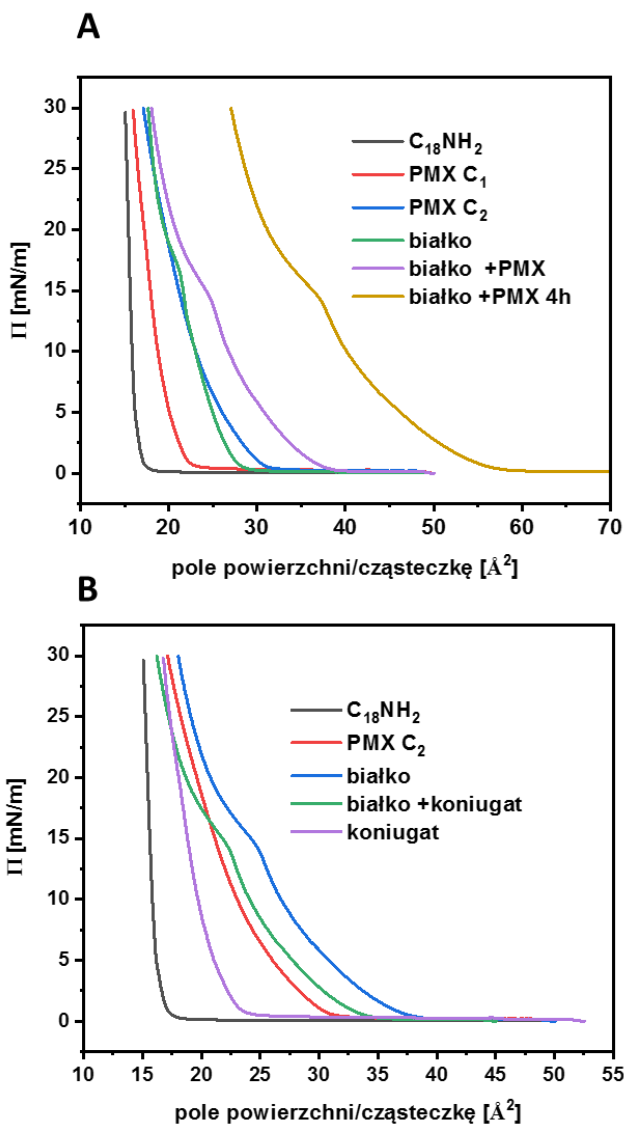 A
30
25
20
15
10
5
0
Π [mN/m]
C₁₈NH₂
PMX C₁
PMX C₂
białko
białko +PMX
białko +PMX 4h
10 20 30 40 50 60 70
pole powierzchni/cząsteczkę [Å²]
B
30
25
20
15
10
5
0
Π [mN/m]
C₁₈NH₂
PMX C₂
białko
białko +koniugat
koniugat
10 15 20 25 30 35 40 45 50 55
pole powierzchni/cząsteczkę [Å²]